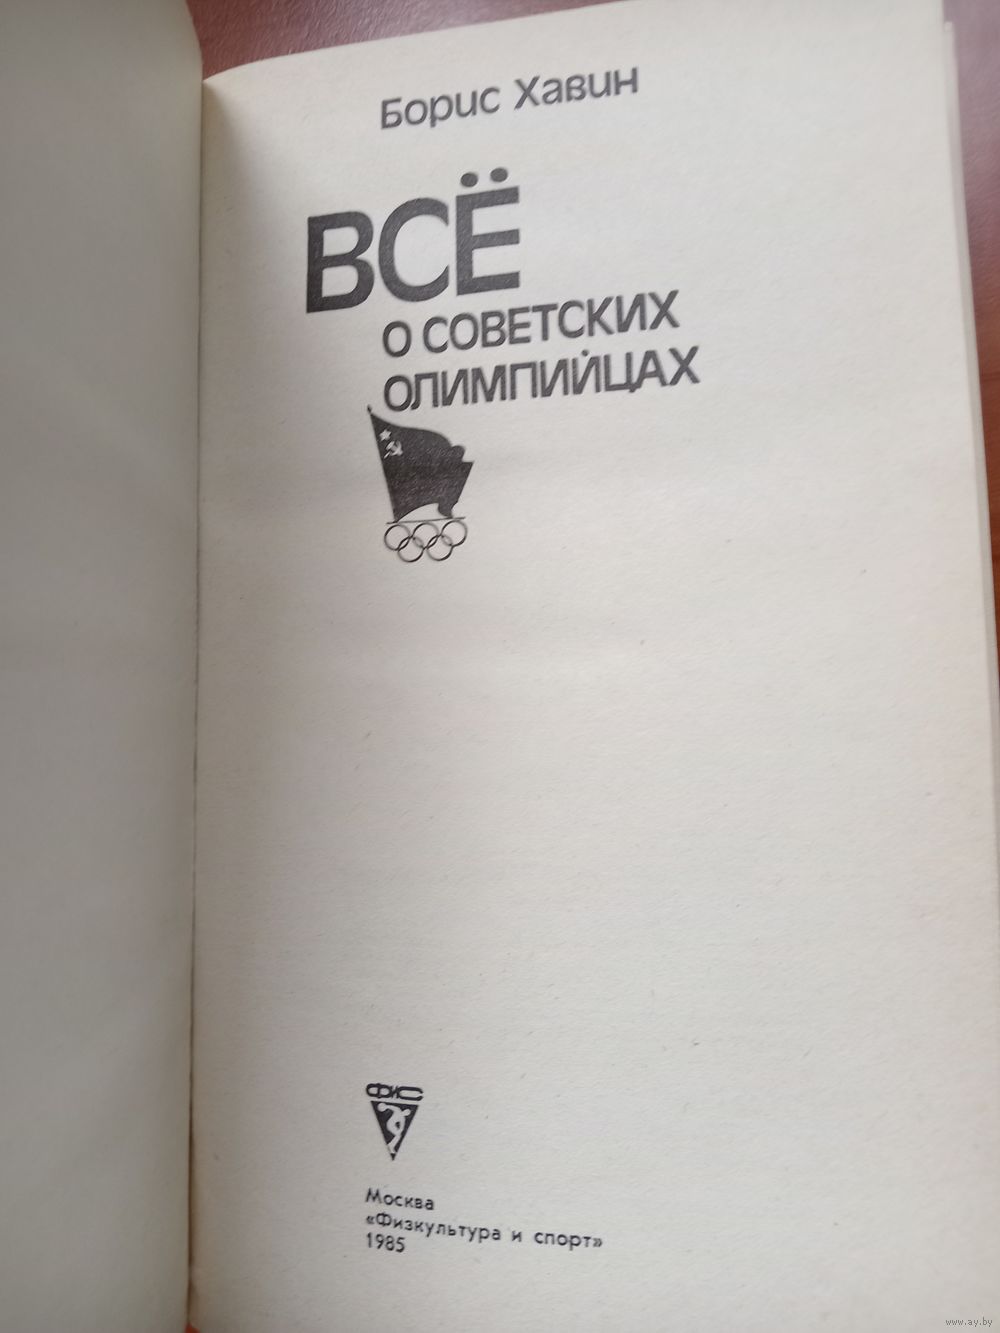 Борис Хавин
ВСЁ
О СОВЕТСКИХ
ОЛИМПИЙЦАХ
ФиС
Москва
«Физкультура и спорт»
1985
www.ay.by